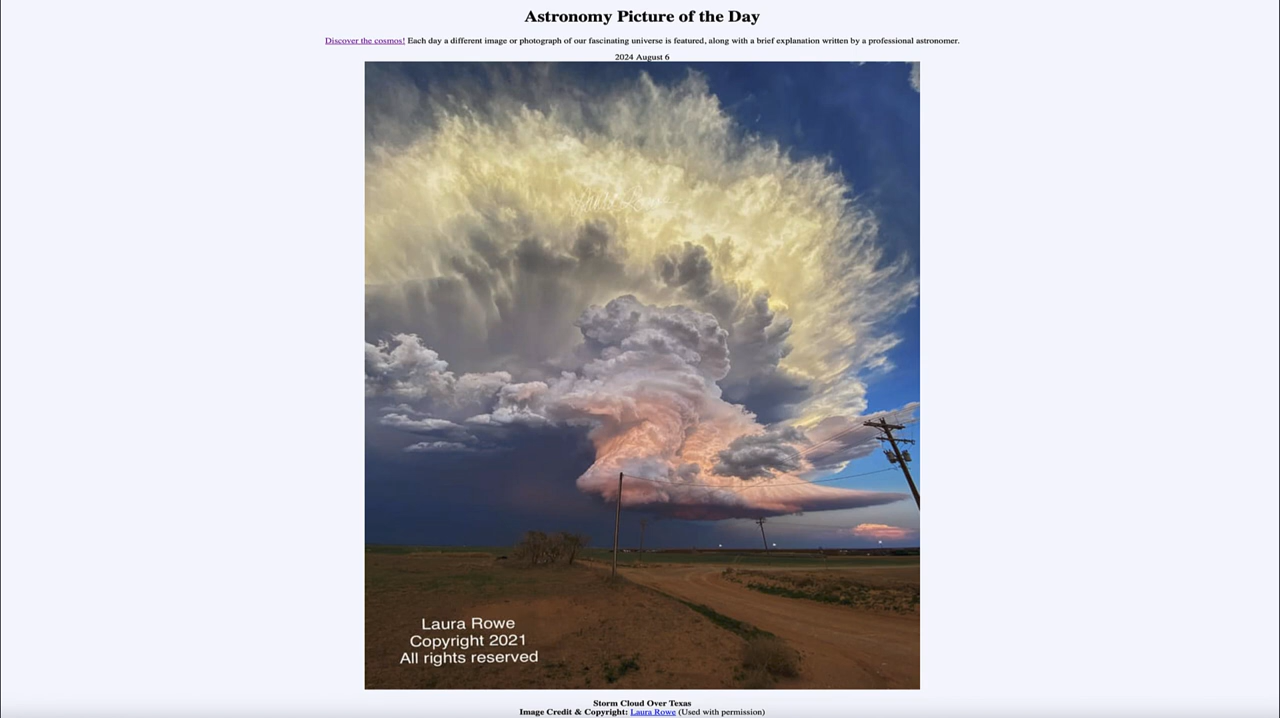 Astronomy Picture of the Day
Discover the cosmos! Each day a different image or photograph of our fascinating universe is featured, along with a brief explanation written by a professional astronomer.
2024 August 6
Laura Rowe
Copyright 2021
All rights reserved
Storm Cloud Over Texas
Image Credit & Copyright: Laura Rowe (Used with permission)